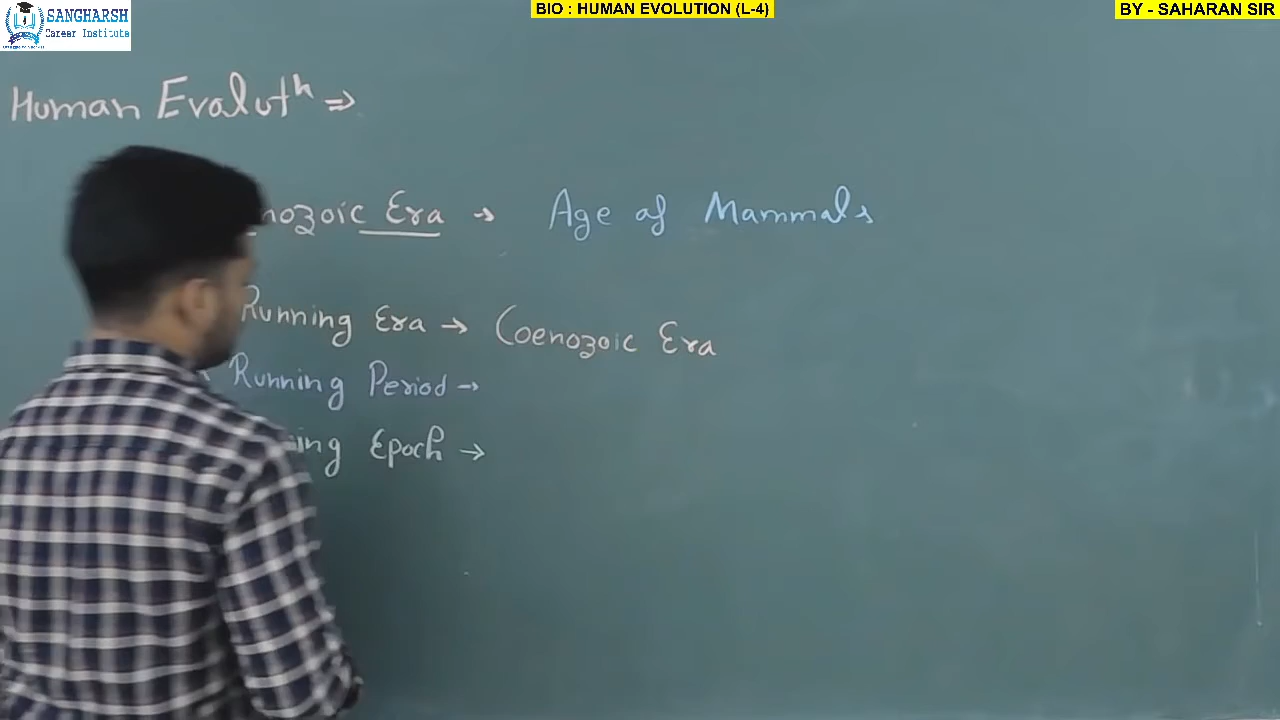 SANGHARSH
Career Institute
BIO : HUMAN EVOLUTION (L-4)
BY - SAHARAN SIR
Human Evaluth ⇒
nozoic Era → Age of Mammals
Running Era → Coenozoic Era
Running Period →
ing Epoch →